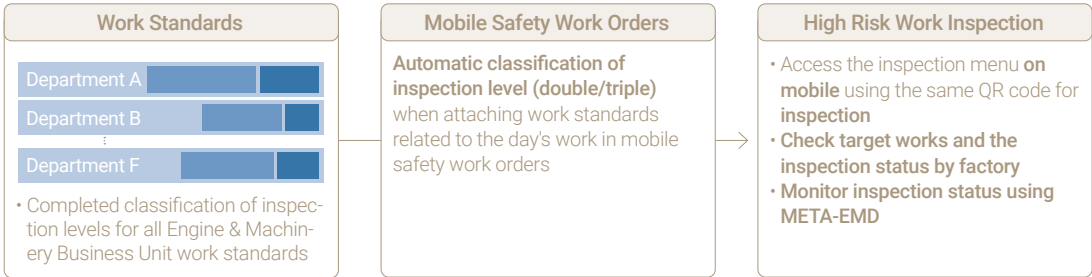 Work Standards
Department A
Department B
Department F
• Completed classification of inspec-
tion levels for all Engine & Machin-
ery Business Unit work standards
Mobile Safety Work Orders
Automatic classification of
inspection level (double/triple)
when attaching work standards
related to the day's work in mobile
safety work orders
High Risk Work Inspection
• Access the inspection menu on
mobile using the same QR code for
inspection
• Check target works and the
inspection status by factory
• Monitor inspection status using
META-EMD